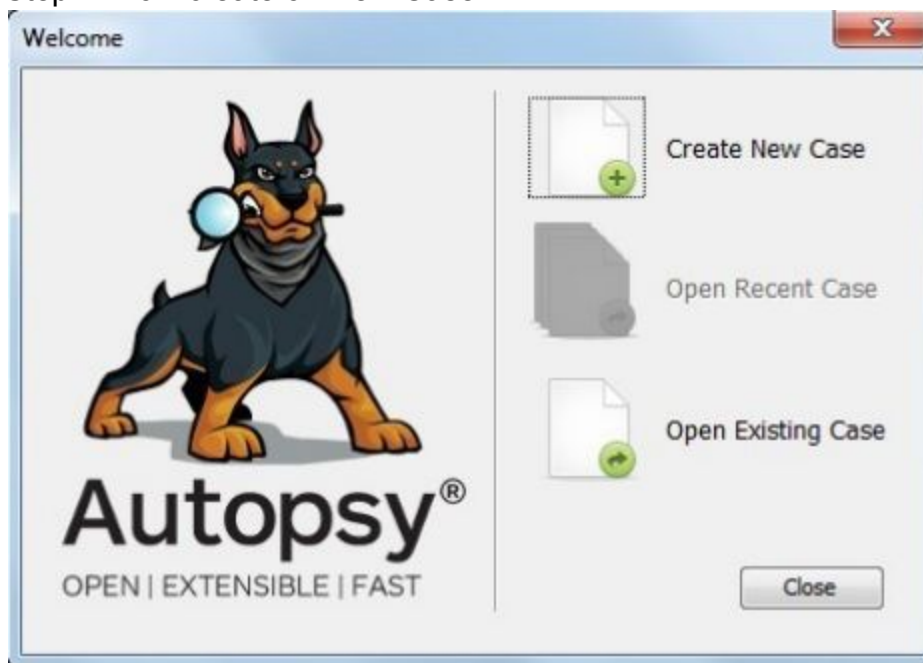 Welcome
Create New Case
Open Recent Case
Open Existing Case
Autopsy®
OPEN | EXTENSIBLE | FAST
Close